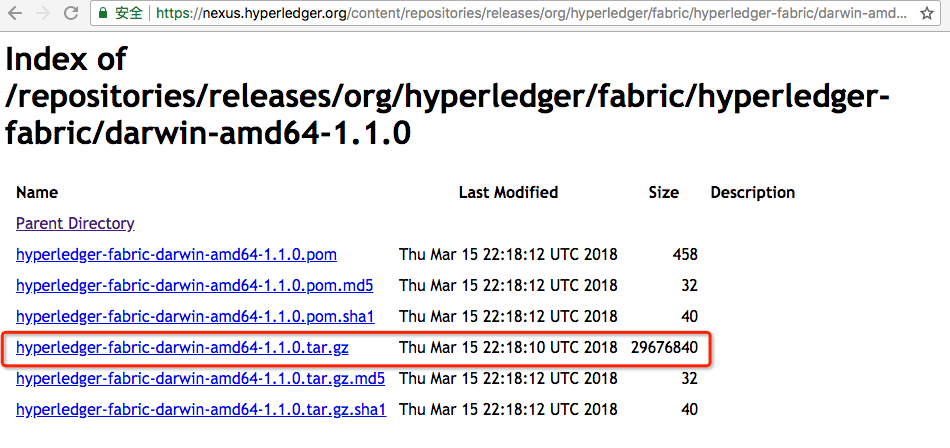 安全 https://nexus.hyperledger.org/content/repositories/releases/org/hyperledger/fabric/hyperledger-fabric/darwin-amd...
Index of
/repositories/releases/org/hyperledger/fabric/hyperledger-
fabric/darwin-amd64-1.1.0
Name Last Modified Size Description
Parent Directory
hyperledger-fabric-darwin-amd64-1.1.0.pom Thu Mar 15 22:18:12 UTC 2018 458
hyperledger-fabric-darwin-amd64-1.1.0.pom.md5 Thu Mar 15 22:18:12 UTC 2018 32
hyperledger-fabric-darwin-amd64-1.1.0.pom.sha1 Thu Mar 15 22:18:12 UTC 2018 40
hyperledger-fabric-darwin-amd64-1.1.0.tar.gz Thu Mar 15 22:18:10 UTC 2018 29676840
hyperledger-fabric-darwin-amd64-1.1.0.tar.gz.md5 Thu Mar 15 22:18:12 UTC 2018 32
hyperledger-fabric-darwin-amd64-1.1.0.tar.gz.sha1 Thu Mar 15 22:18:12 UTC 2018 40